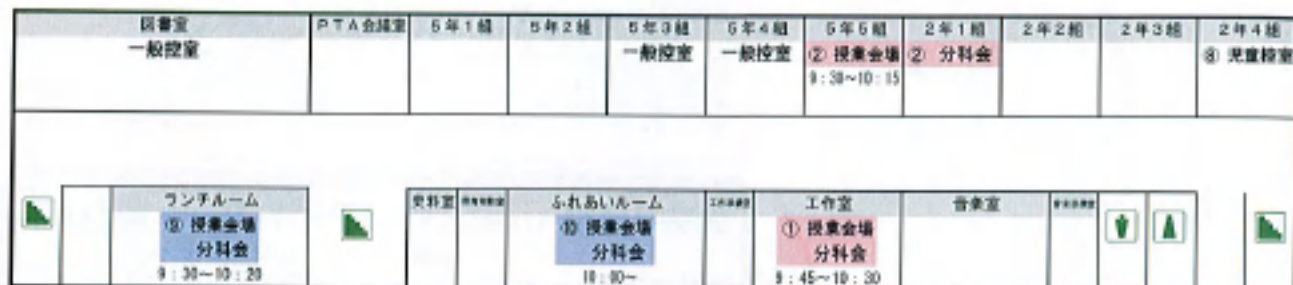 図書室
一般控室
PTA会議室
5年1組
5年2組
5年3組
一般控室
5年4組
一般控室
5年5組
② 授業会場
9:30~10:15
2年1組
② 分科会
2年2組
2年3組
2年4組
⑧ 児童控室
ランチルーム
⑨ 授業会場
分科会
9:30~10:20
史料室
ふれあいルーム
⑩ 授業会場
分科会
10:00~
工作室
① 授業会場
分科会
9:45~10:30
音楽室